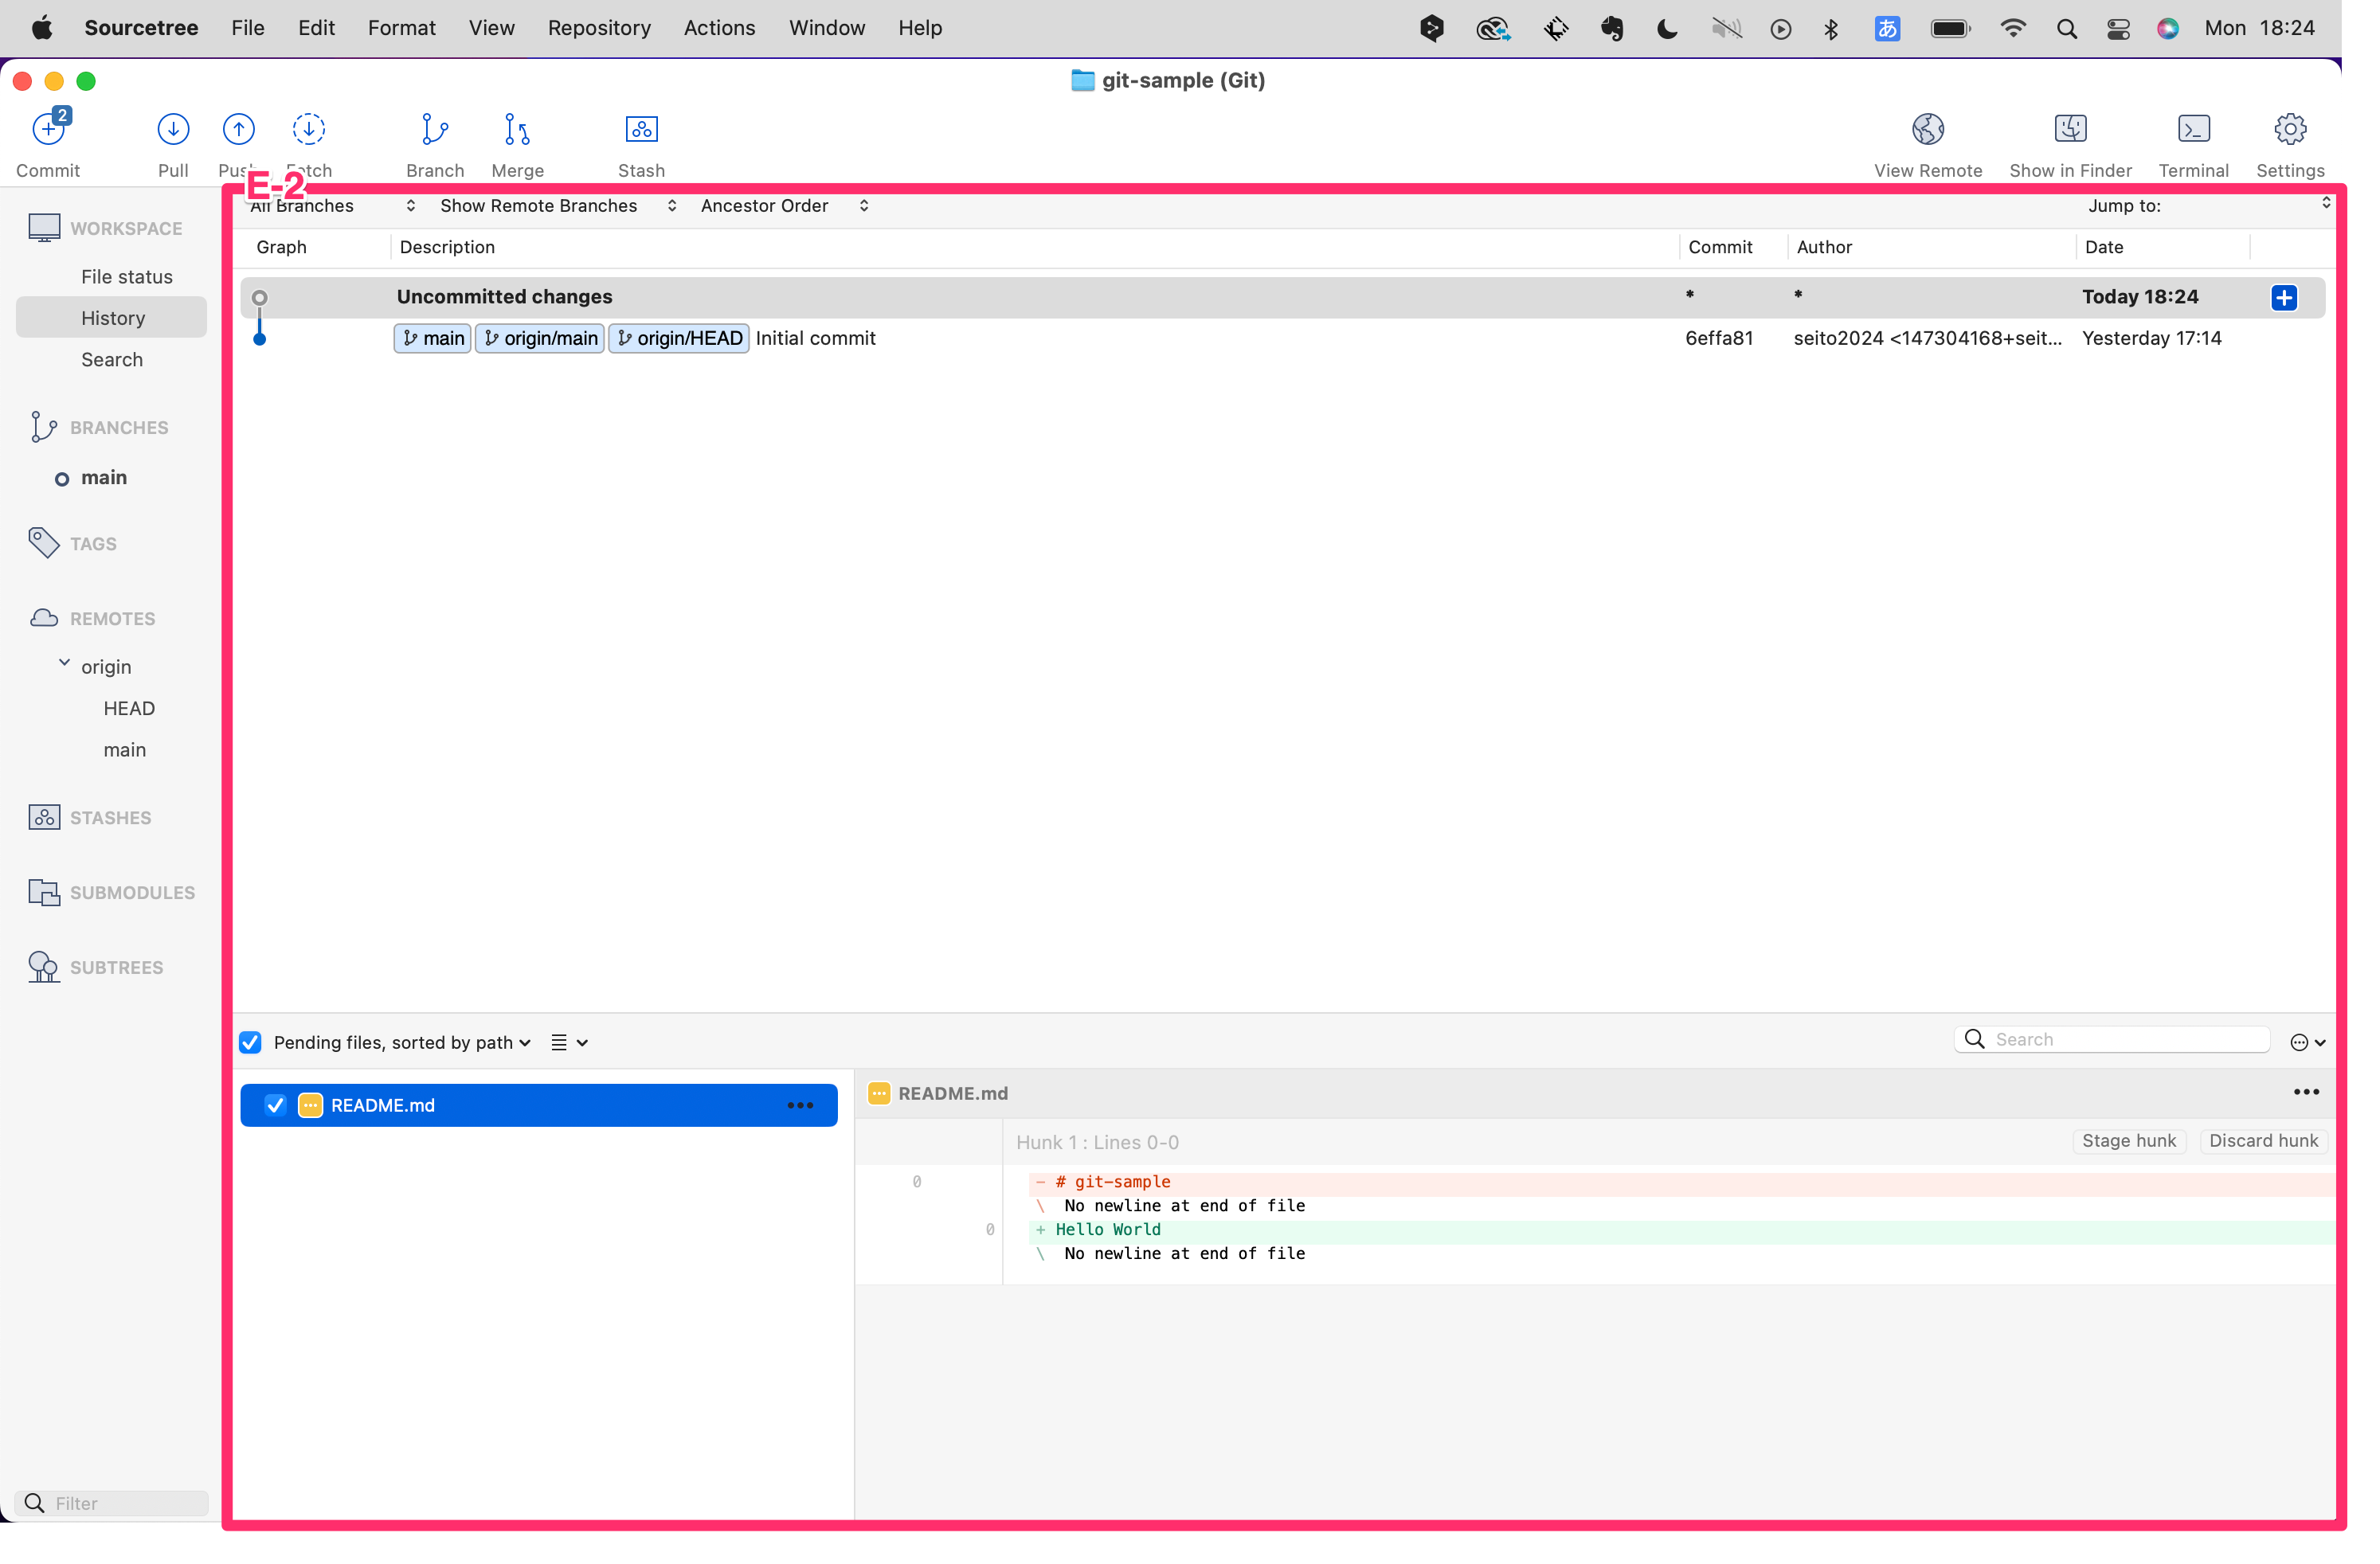 Sourcetree File Edit Format View Repository Actions Window Help あ Mon 18:24
git-sample (Git)
2
Commit Pull Push Fetch Branch Merge Stash View Remote Show in Finder Terminal Settings
E-2
WORKSPACE
File status
History
Search
BRANCHES
main
TAGS
REMOTES
origin
HEAD
main
STASHES
SUBMODULES
SUBTREES
Filter
All Branches Show Remote Branches Ancestor Order Jump to:
Graph Description Commit Author Date
Uncommitted changes * * Today 18:24
main origin/main origin/HEAD Initial commit 6effa81 seito2024 <147304168+seit... Yesterday 17:14
Pending files, sorted by path Search
README.md
README.md
Hunk 1 : Lines 0-0 Stage hunk Discard hunk
0 - # git-sample
\ No newline at end of file
0 + Hello World
\ No newline at end of file